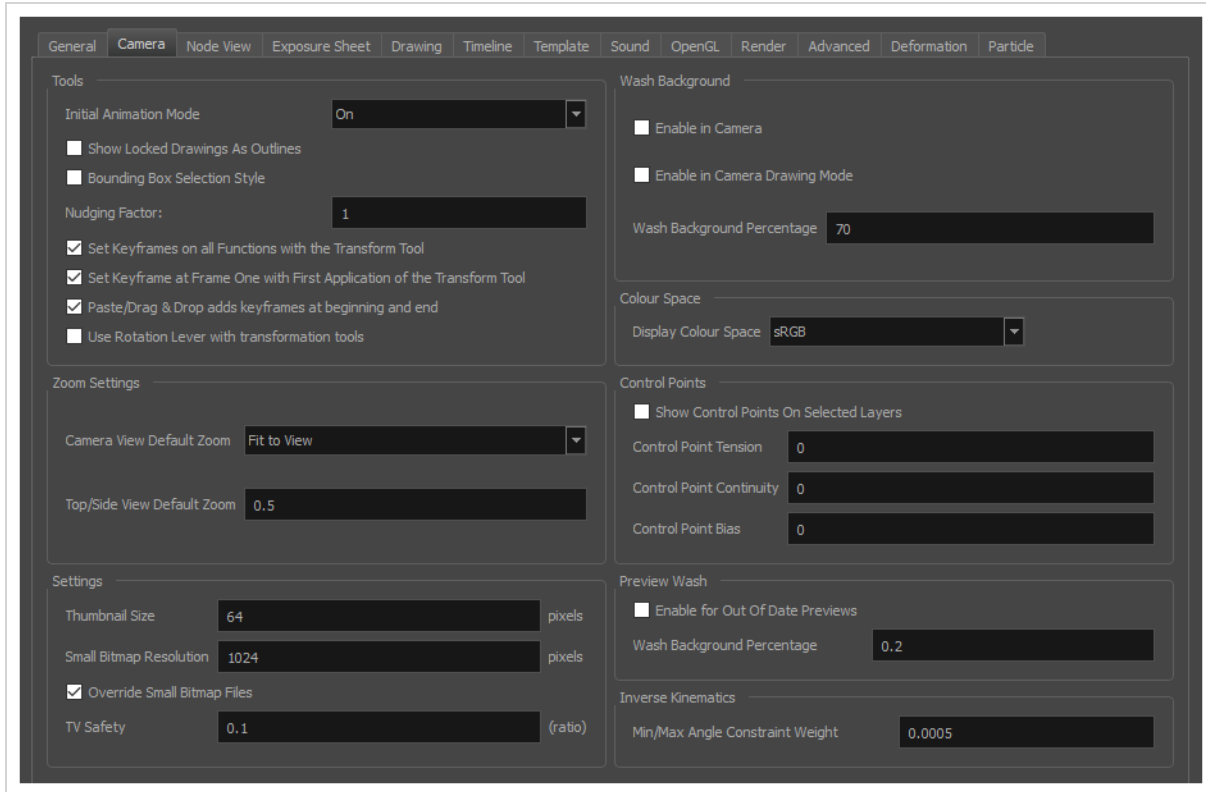 General Camera Node View Exposure Sheet Drawing Timeline Template Sound OpenGL Render Advanced Deformation Particle
Tools
Initial Animation Mode On
Show Locked Drawings As Outlines
Bounding Box Selection Style
Nudging Factor: 1
Set Keyframes on all Functions with the Transform Tool
Set Keyframe at Frame One with First Application of the Transform Tool
Paste/Drag & Drop adds keyframes at beginning and end
Use Rotation Lever with transformation tools
Zoom Settings
Camera View Default Zoom Fit to View
Top/Side View Default Zoom 0.5
Settings
Thumbnail Size 64 pixels
Small Bitmap Resolution 1024 pixels
Override Small Bitmap Files
TV Safety 0.1 (ratio)
Wash Background
Enable in Camera
Enable in Camera Drawing Mode
Wash Background Percentage 70
Colour Space
Display Colour Space sRGB
Control Points
Show Control Points On Selected Layers
Control Point Tension 0
Control Point Continuity 0
Control Point Bias 0
Preview Wash
Enable for Out Of Date Previews
Wash Background Percentage 0.2
Inverse Kinematics
Min/Max Angle Constraint Weight 0.0005